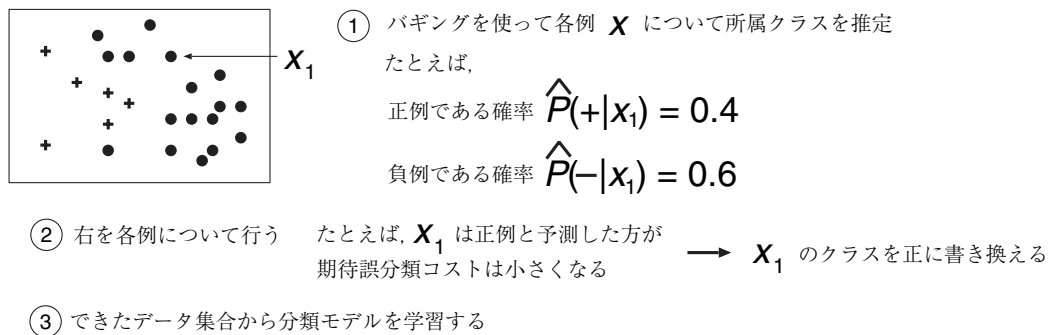 ① バギングを使って各例 x について所属クラスを推定
x₁
たとえば,
正例である確率 P̂(+|x₁) = 0.4
負例である確率 P̂(−|x₁) = 0.6
② 右を各例について行う たとえば, x₁ は正例と予測した方が
期待誤分類コストは小さくなる → x₁ のクラスを正に書き換える
③ できたデータ集合から分類モデルを学習する